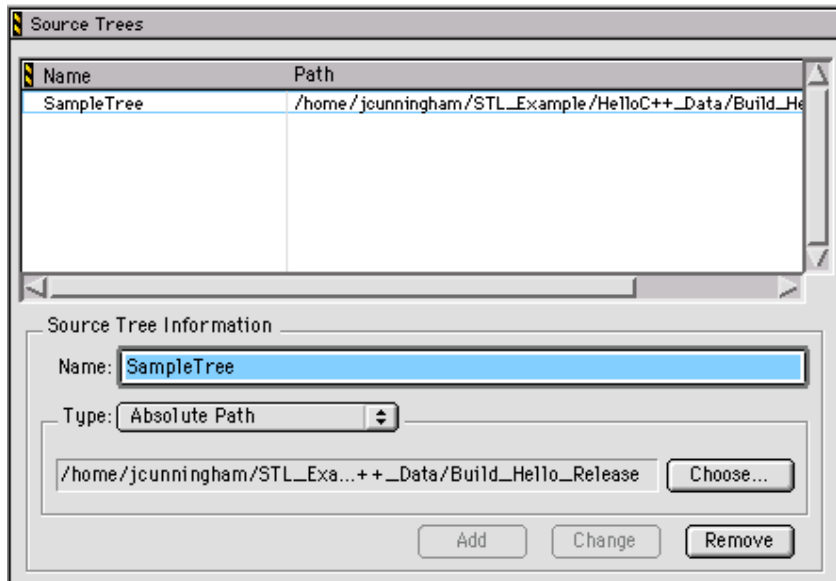 Source Trees
Name Path
SampleTree /home/jcunningham/STL_Example/HelloC++_Data/Build_He
Source Tree Information
Name: SampleTree
Type: Absolute Path
/home/jcunningham/STL_Exa...++_Data/Build_Hello_Release Choose...
Add Change Remove